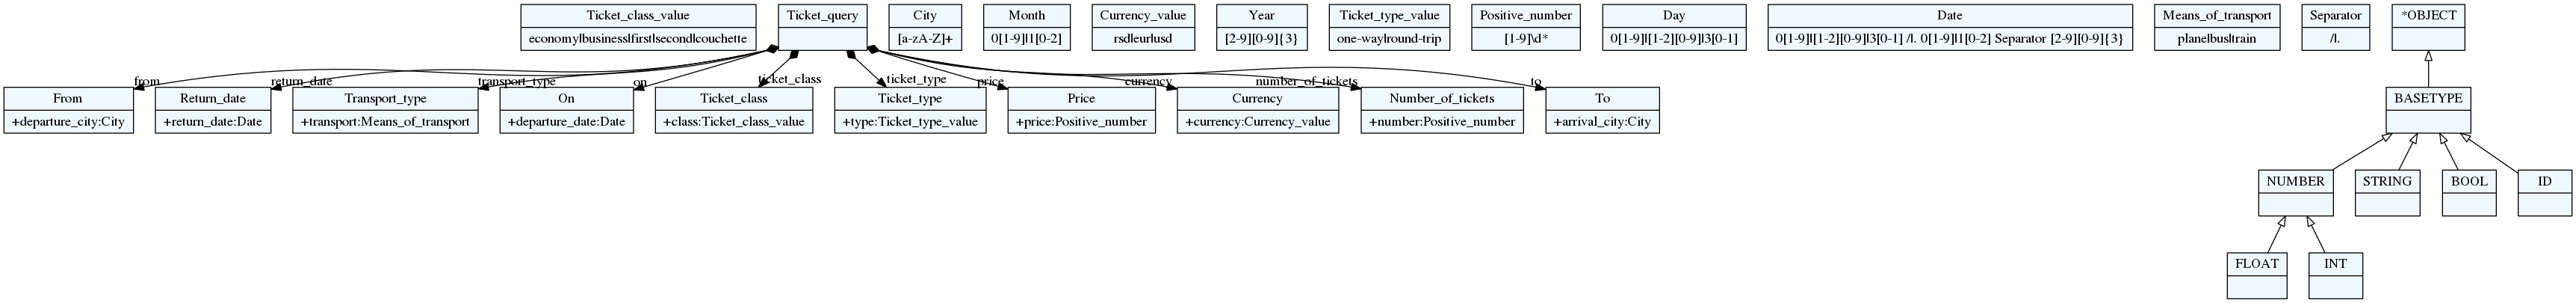 Ticket_class_value
economy|business|first|second|couchette
Ticket_query
City
[a-zA-Z]+
Month
0[1-9]|1[0-2]
Currency_value
rsd|eur|usd
Year
[2-9][0-9]{3}
Ticket_type_value
one-way|round-trip
Positive_number
[1-9]\d*
Day
0[1-9]|[1-2][0-9]|3[0-1]
Date
0[1-9]|[1-2][0-9]|3[0-1] /|. 0[1-9]|1[0-2] Separator [2-9][0-9]{3}
Means_of_transport
plane|bus|train
Separator
/|.
*OBJECT
from
return_date
transport_type
on
ticket_class
ticket_type
price
currency
number_of_tickets
to
From
+departure_city:City
Return_date
+return_date:Date
Transport_type
+transport:Means_of_transport
On
+departure_date:Date
Ticket_class
+class:Ticket_class_value
Ticket_type
+type:Ticket_type_value
Price
+price:Positive_number
Currency
+currency:Currency_value
Number_of_tickets
+number:Positive_number
To
+arrival_city:City
BASETYPE
NUMBER
STRING
BOOL
ID
FLOAT
INT